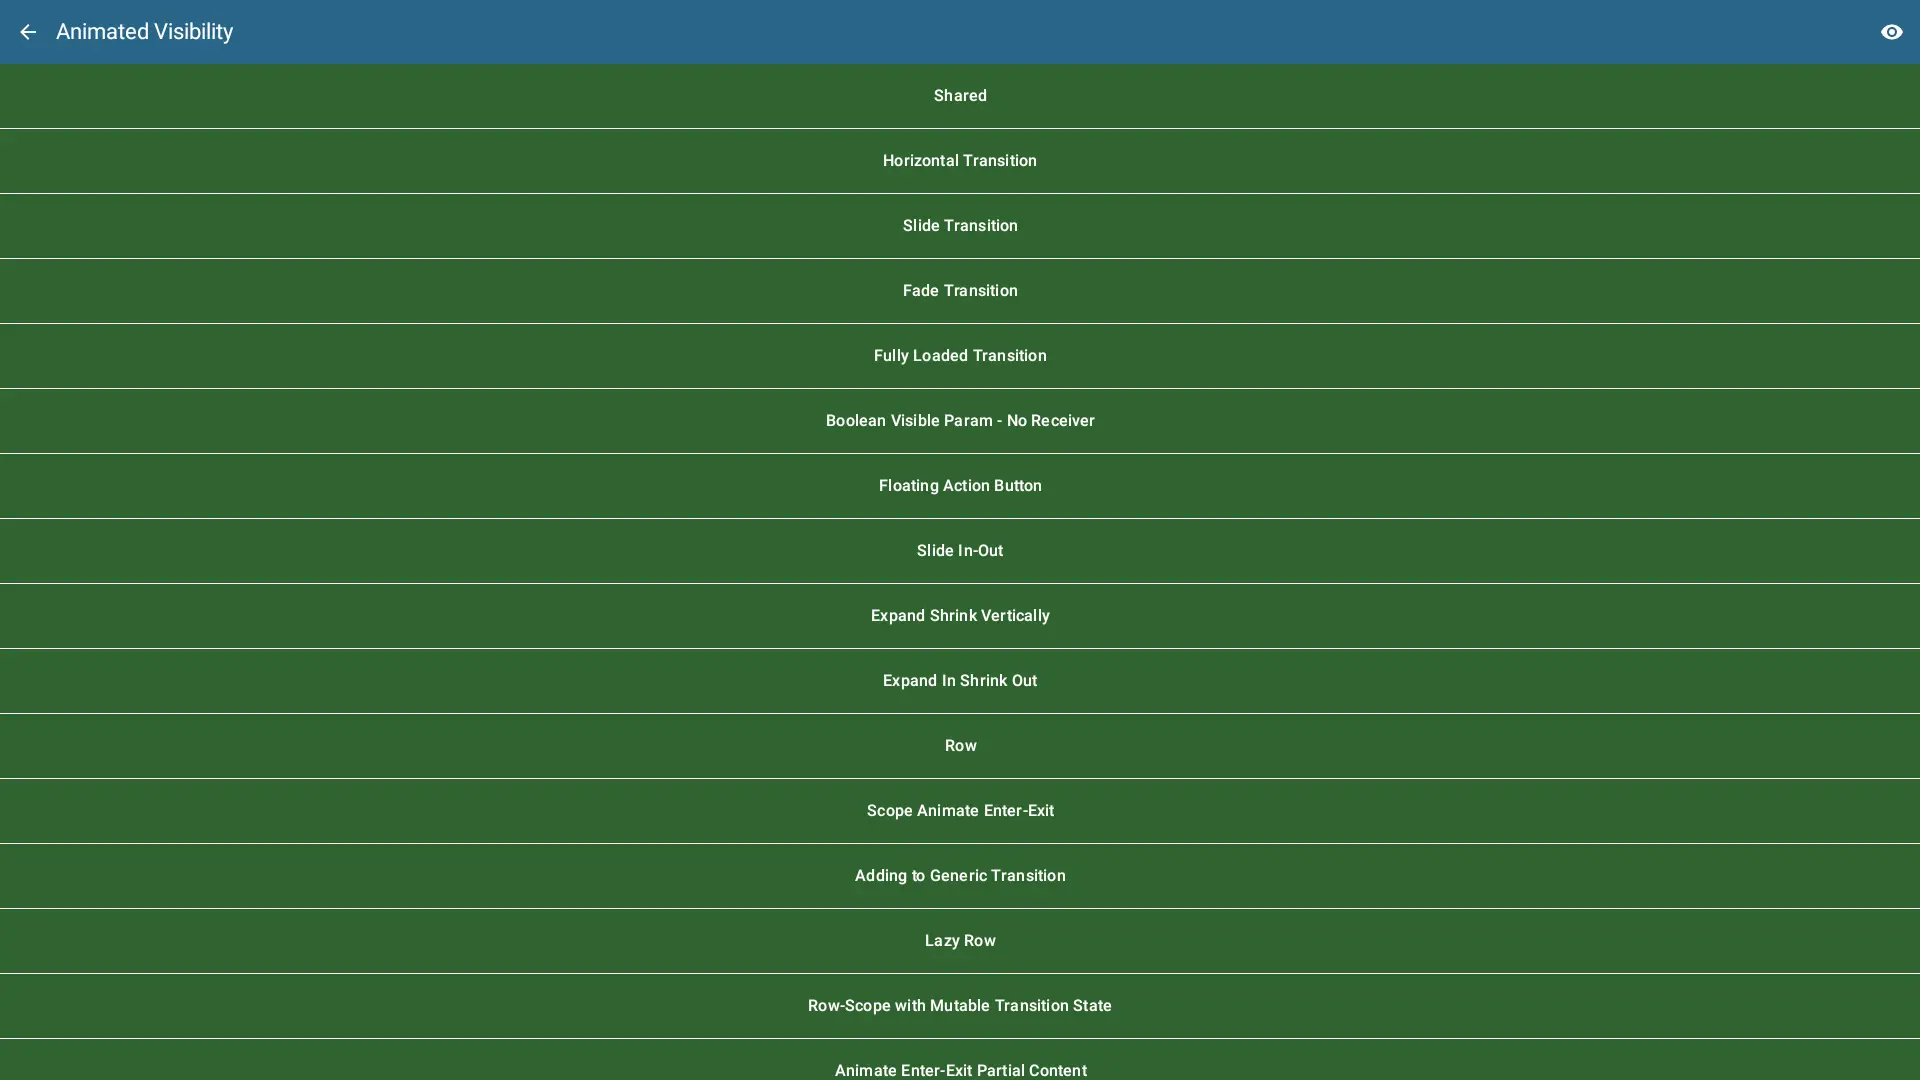 Animated Visibility
Shared
Horizontal Transition
Slide Transition
Fade Transition
Fully Loaded Transition
Boolean Visible Param - No Receiver
Floating Action Button
Slide In-Out
Expand Shrink Vertically
Expand In Shrink Out
Row
Scope Animate Enter-Exit
Adding to Generic Transition
Lazy Row
Row-Scope with Mutable Transition State
Animate Enter-Exit Partial Content